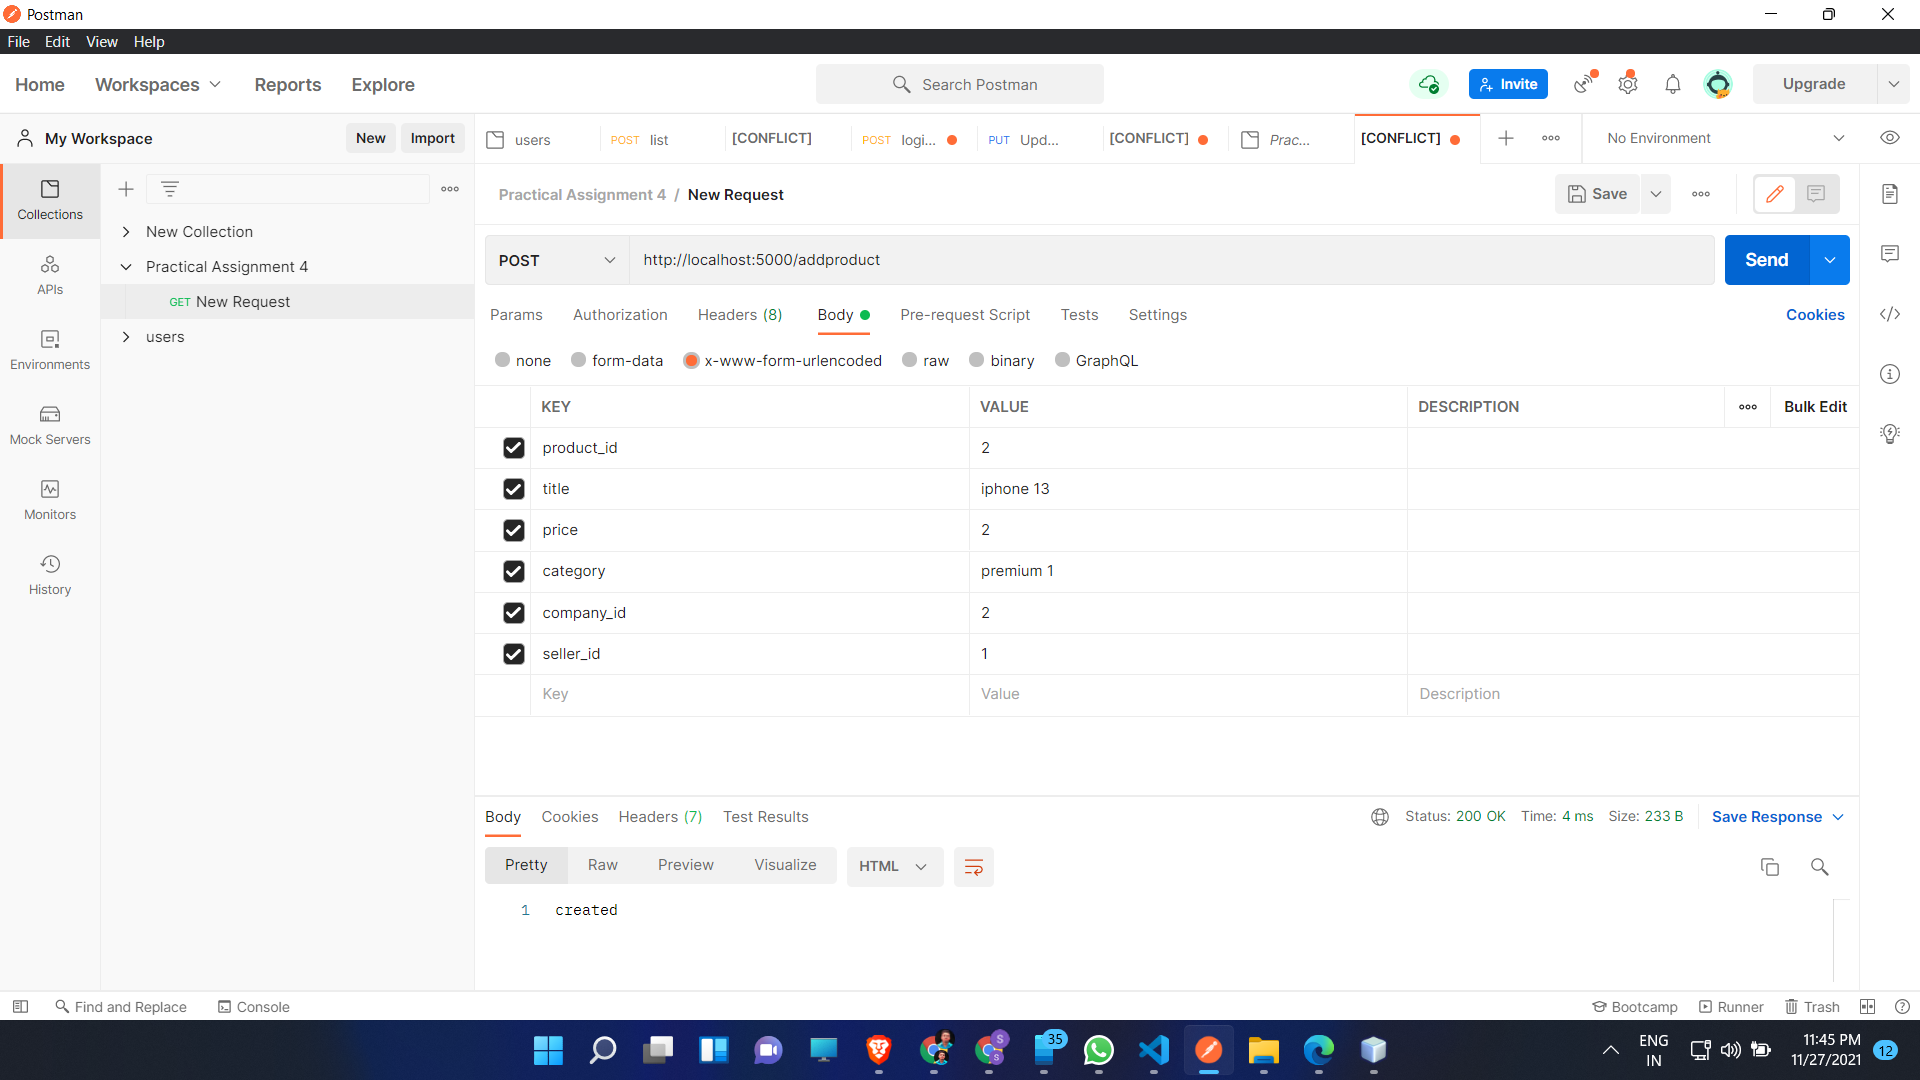 Postman
File Edit View Help
Home Workspaces Reports Explore Search Postman Invite Upgrade
My Workspace New Import users POST list [CONFLICT] POST logi... PUT Upd... [CONFLICT] Prac... [CONFLICT] No Environment
Collections
APIs
Environments
Mock Servers
Monitors
History
New Collection
Practical Assignment 4
GET New Request
users
Practical Assignment 4 / New Request Save
POST http://localhost:5000/addproduct Send
Params Authorization Headers (8) Body Pre-request Script Tests Settings Cookies
none form-data x-www-form-urlencoded raw binary GraphQL
KEY VALUE DESCRIPTION Bulk Edit
product_id 2
title iphone 13
price 2
category premium 1
company_id 2
seller_id 1
Key Value Description
Body Cookies Headers (7) Test Results Status: 200 OK Time: 4 ms Size: 233 B Save Response
Pretty Raw Preview Visualize HTML
1 created
Find and Replace Console Bootcamp Runner Trash
S
S
35
ENG
IN
11:45 PM
11/27/2021
12